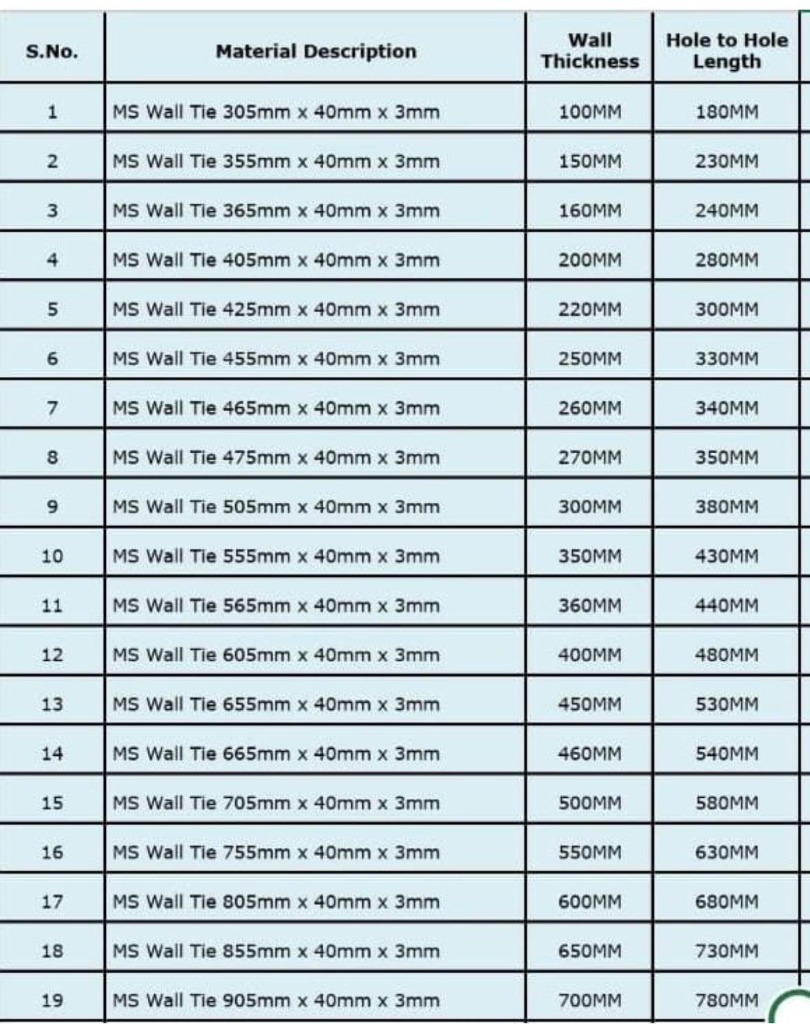 S.No. Material Description Wall Thickness Hole to Hole Length
1 MS Wall Tie 305mm x 40mm x 3mm 100MM 180MM
2 MS Wall Tie 355mm x 40mm x 3mm 150MM 230MM
3 MS Wall Tie 365mm x 40mm x 3mm 160MM 240MM
4 MS Wall Tie 405mm x 40mm x 3mm 200MM 280MM
5 MS Wall Tie 425mm x 40mm x 3mm 220MM 300MM
6 MS Wall Tie 455mm x 40mm x 3mm 250MM 330MM
7 MS Wall Tie 465mm x 40mm x 3mm 260MM 340MM
8 MS Wall Tie 475mm x 40mm x 3mm 270MM 350MM
9 MS Wall Tie 505mm x 40mm x 3mm 300MM 380MM
10 MS Wall Tie 555mm x 40mm x 3mm 350MM 430MM
11 MS Wall Tie 565mm x 40mm x 3mm 360MM 440MM
12 MS Wall Tie 605mm x 40mm x 3mm 400MM 480MM
13 MS Wall Tie 655mm x 40mm x 3mm 450MM 530MM
14 MS Wall Tie 665mm x 40mm x 3mm 460MM 540MM
15 MS Wall Tie 705mm x 40mm x 3mm 500MM 580MM
16 MS Wall Tie 755mm x 40mm x 3mm 550MM 630MM
17 MS Wall Tie 805mm x 40mm x 3mm 600MM 680MM
18 MS Wall Tie 855mm x 40mm x 3mm 650MM 730MM
19 MS Wall Tie 905mm x 40mm x 3mm 700MM 780MM